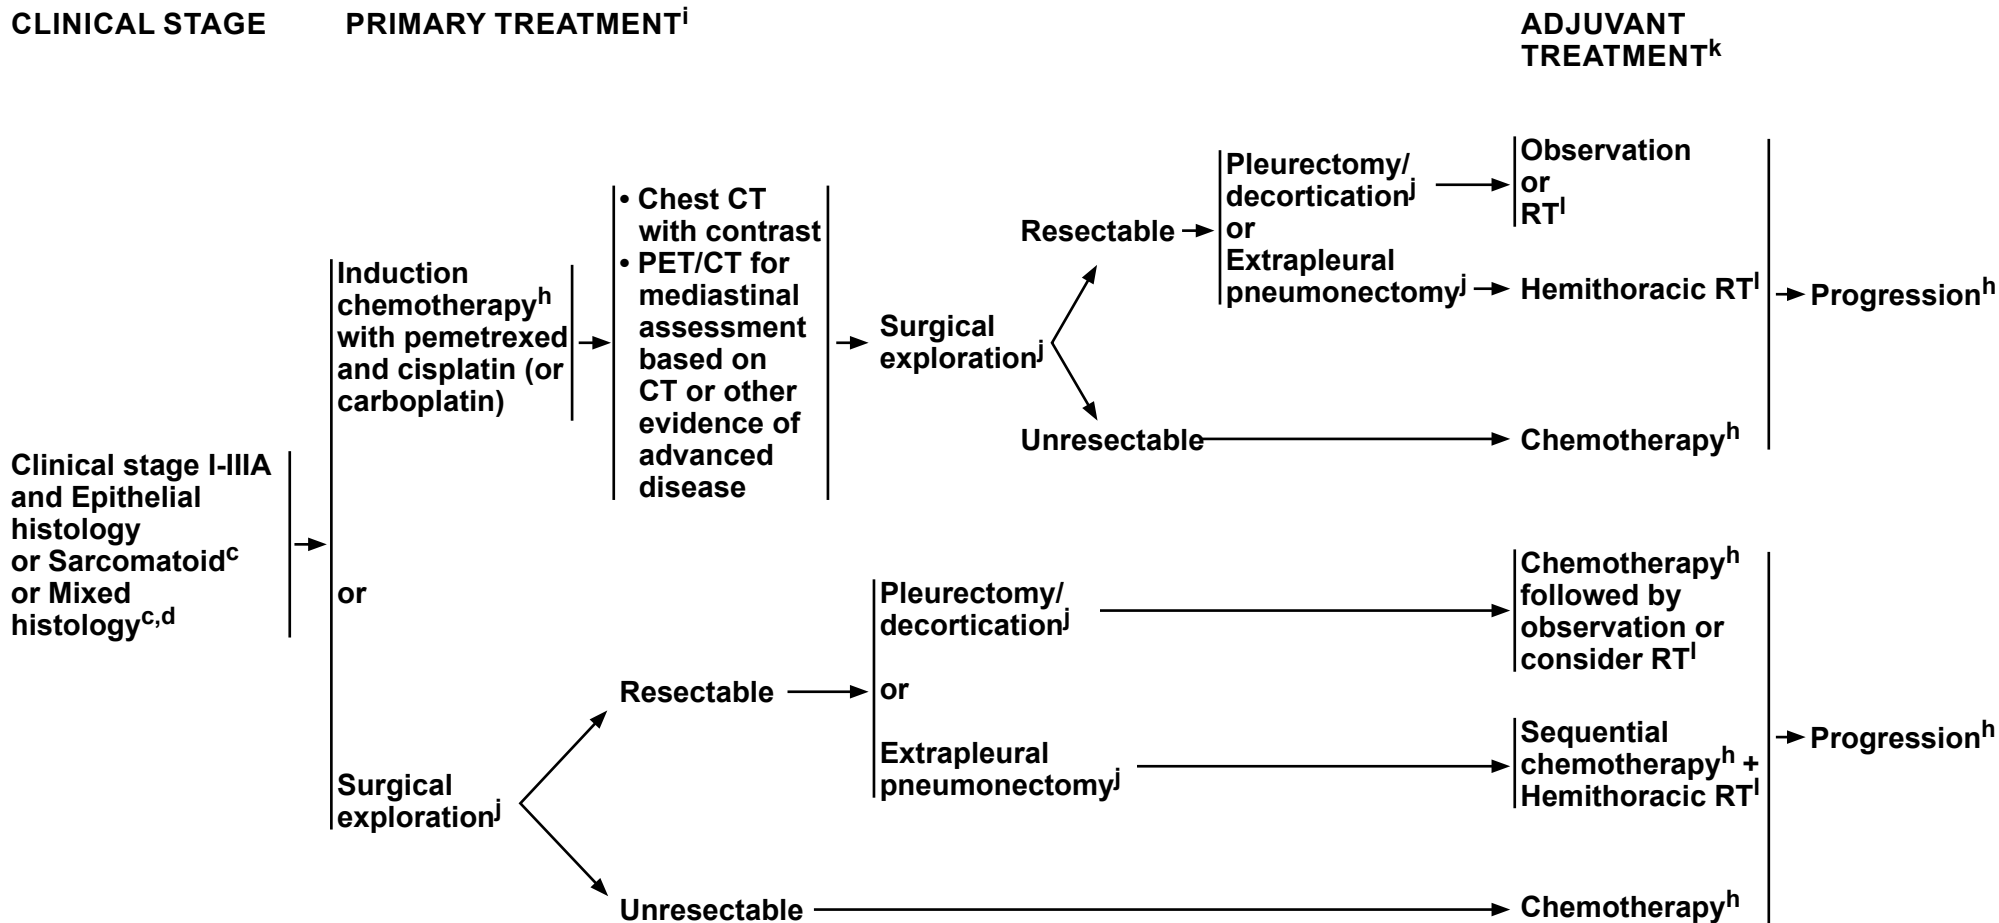 CLINICAL STAGE
PRIMARY TREATMENTⁱ
ADJUVANT
TREATMENTᵏ
Clinical stage I-IIIA
and Epithelial
histology
or Sarcomatoidᶜ
or Mixed
histologyᶜ,ᵈ
Induction
chemotherapyʰ
with pemetrexed
and cisplatin (or
carboplatin)
• Chest CT
with contrast
• PET/CT for
mediastinal
assessment
based on
CT or other
evidence of
advanced
disease
Surgical
explorationʲ
Resectable
Pleurectomy/
decorticationʲ
or
Extrapleural
pneumonectomyʲ
Observation
or
RTˡ
Hemithoracic RTˡ
Unresectable
Chemotherapyʰ
Progressionʰ
or
Surgical
explorationʲ
Resectable
Pleurectomy/
decorticationʲ
or
Extrapleural
pneumonectomyʲ
Chemotherapyʰ
followed by
observation or
consider RTˡ
Sequential
chemotherapyʰ +
Hemithoracic RTˡ
Unresectable
Chemotherapyʰ
Progressionʰ